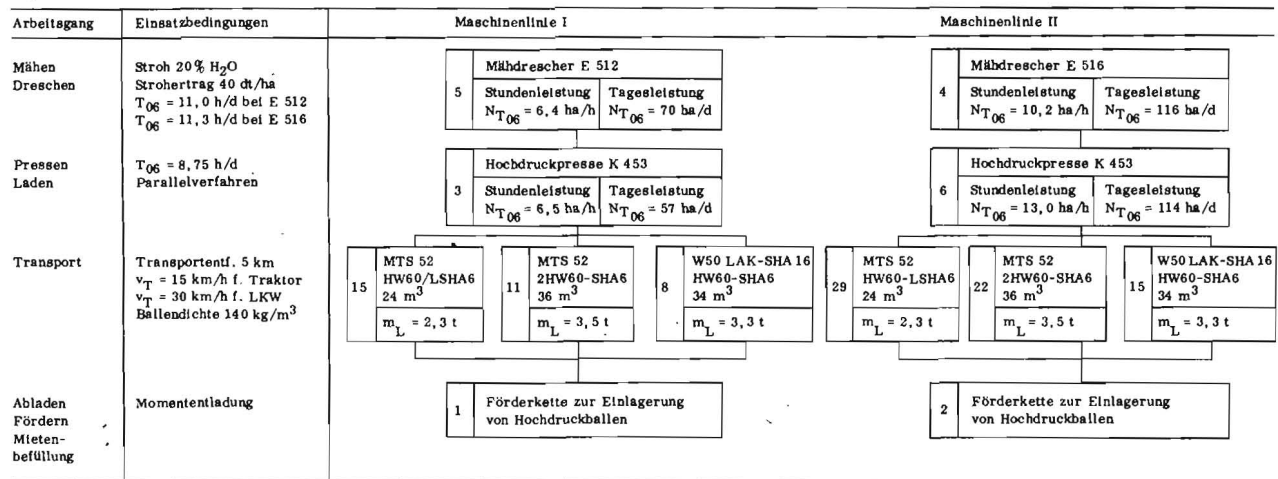 Arbeitsgang Einsatzbedingungen Maschinenlinie I Maschinenlinie II
Mähen
Dreschen
Stroh 20 % H2O
Strohertrag 40 dt/ha
T06 = 11,0 h/d bei E 512
T06 = 11,3 h/d bei E 516
5
Mähdrescher E 512
Stundenleistung
NT06 = 6,4 ha/h
Tagesleistung
NT06 = 70 ha/d
4
Mähdrescher E 516
Stundenleistung
NT06 = 10,2 ha/h
Tagesleistung
NT06 = 116 ha/d
Pressen
Laden
T06 = 8,75 h/d
Parallelverfahren
3
Hochdruckpresse K 453
Stundenleistung
NT06 = 6,5 ha/h
Tagesleistung
NT06 = 57 ha/d
6
Hochdruckpresse K 453
Stundenleistung
NT06 = 13,0 ha/h
Tagesleistung
NT06 = 114 ha/d
Transport
Transportentf. 5 km
vT = 15 km/h f. Traktor
vT = 30 km/h f. LKW
Ballendichte 140 kg/m3
15
MTS 52
HW60/LSHA6
24 m3
mL = 2,3 t
11
MTS 52
2HW60-SHA6
36 m3
mL = 3,5 t
8
W50 LAK-SHA 16
HW60-SHA6
34 m3
mL = 3,3 t
29
MTS 52
HW60-LSHA6
24 m3
mL = 2,3 t
22
MTS 52
2HW60-SHA6
36 m3
mL = 3,5 t
15
W50 LAK-SHA 16
HW60-SHA6
34 m3
mL = 3,3 t
Abladen
Fördern
Mieten-
befüllung
Momententladung
1
Förderkette zur Einlagerung
von Hochdruckballen
2
Förderkette zur Einlagerung
von Hochdruckballen